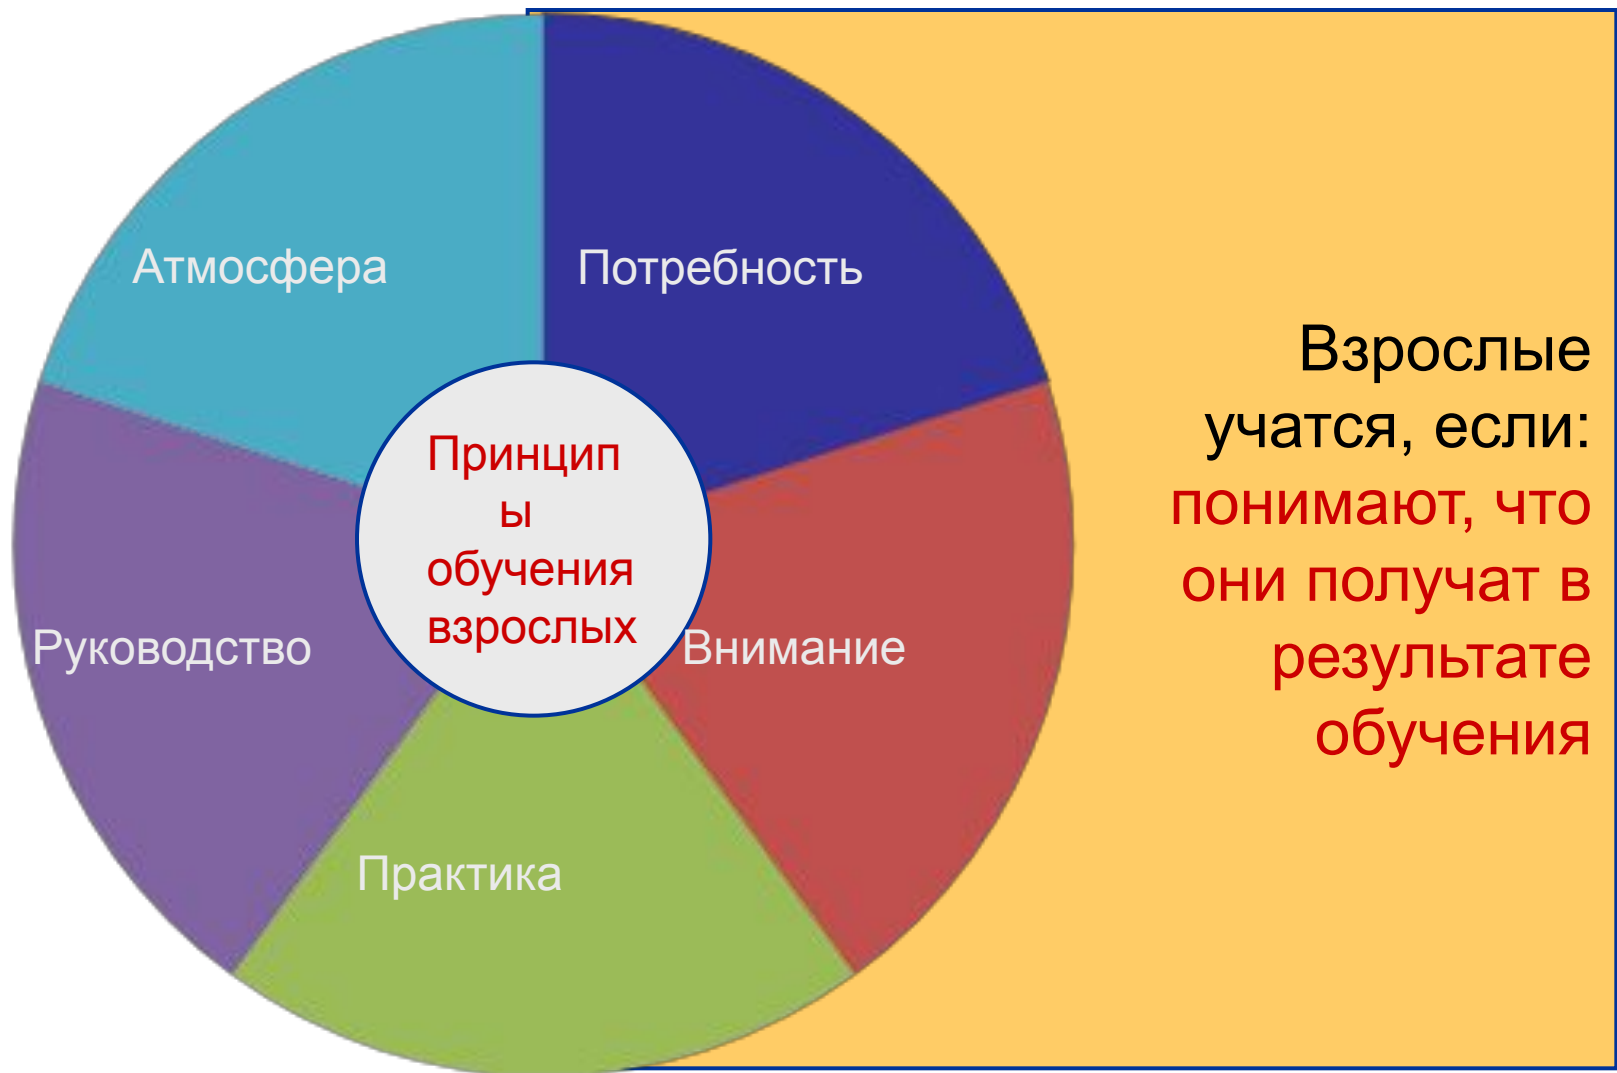 Атмосфера
Потребность
Принцип
ы
обучения
взрослых
Руководство
Внимание
Практика
Взрослые
учатся, если:
понимают, что
они получат в
результате
обучения